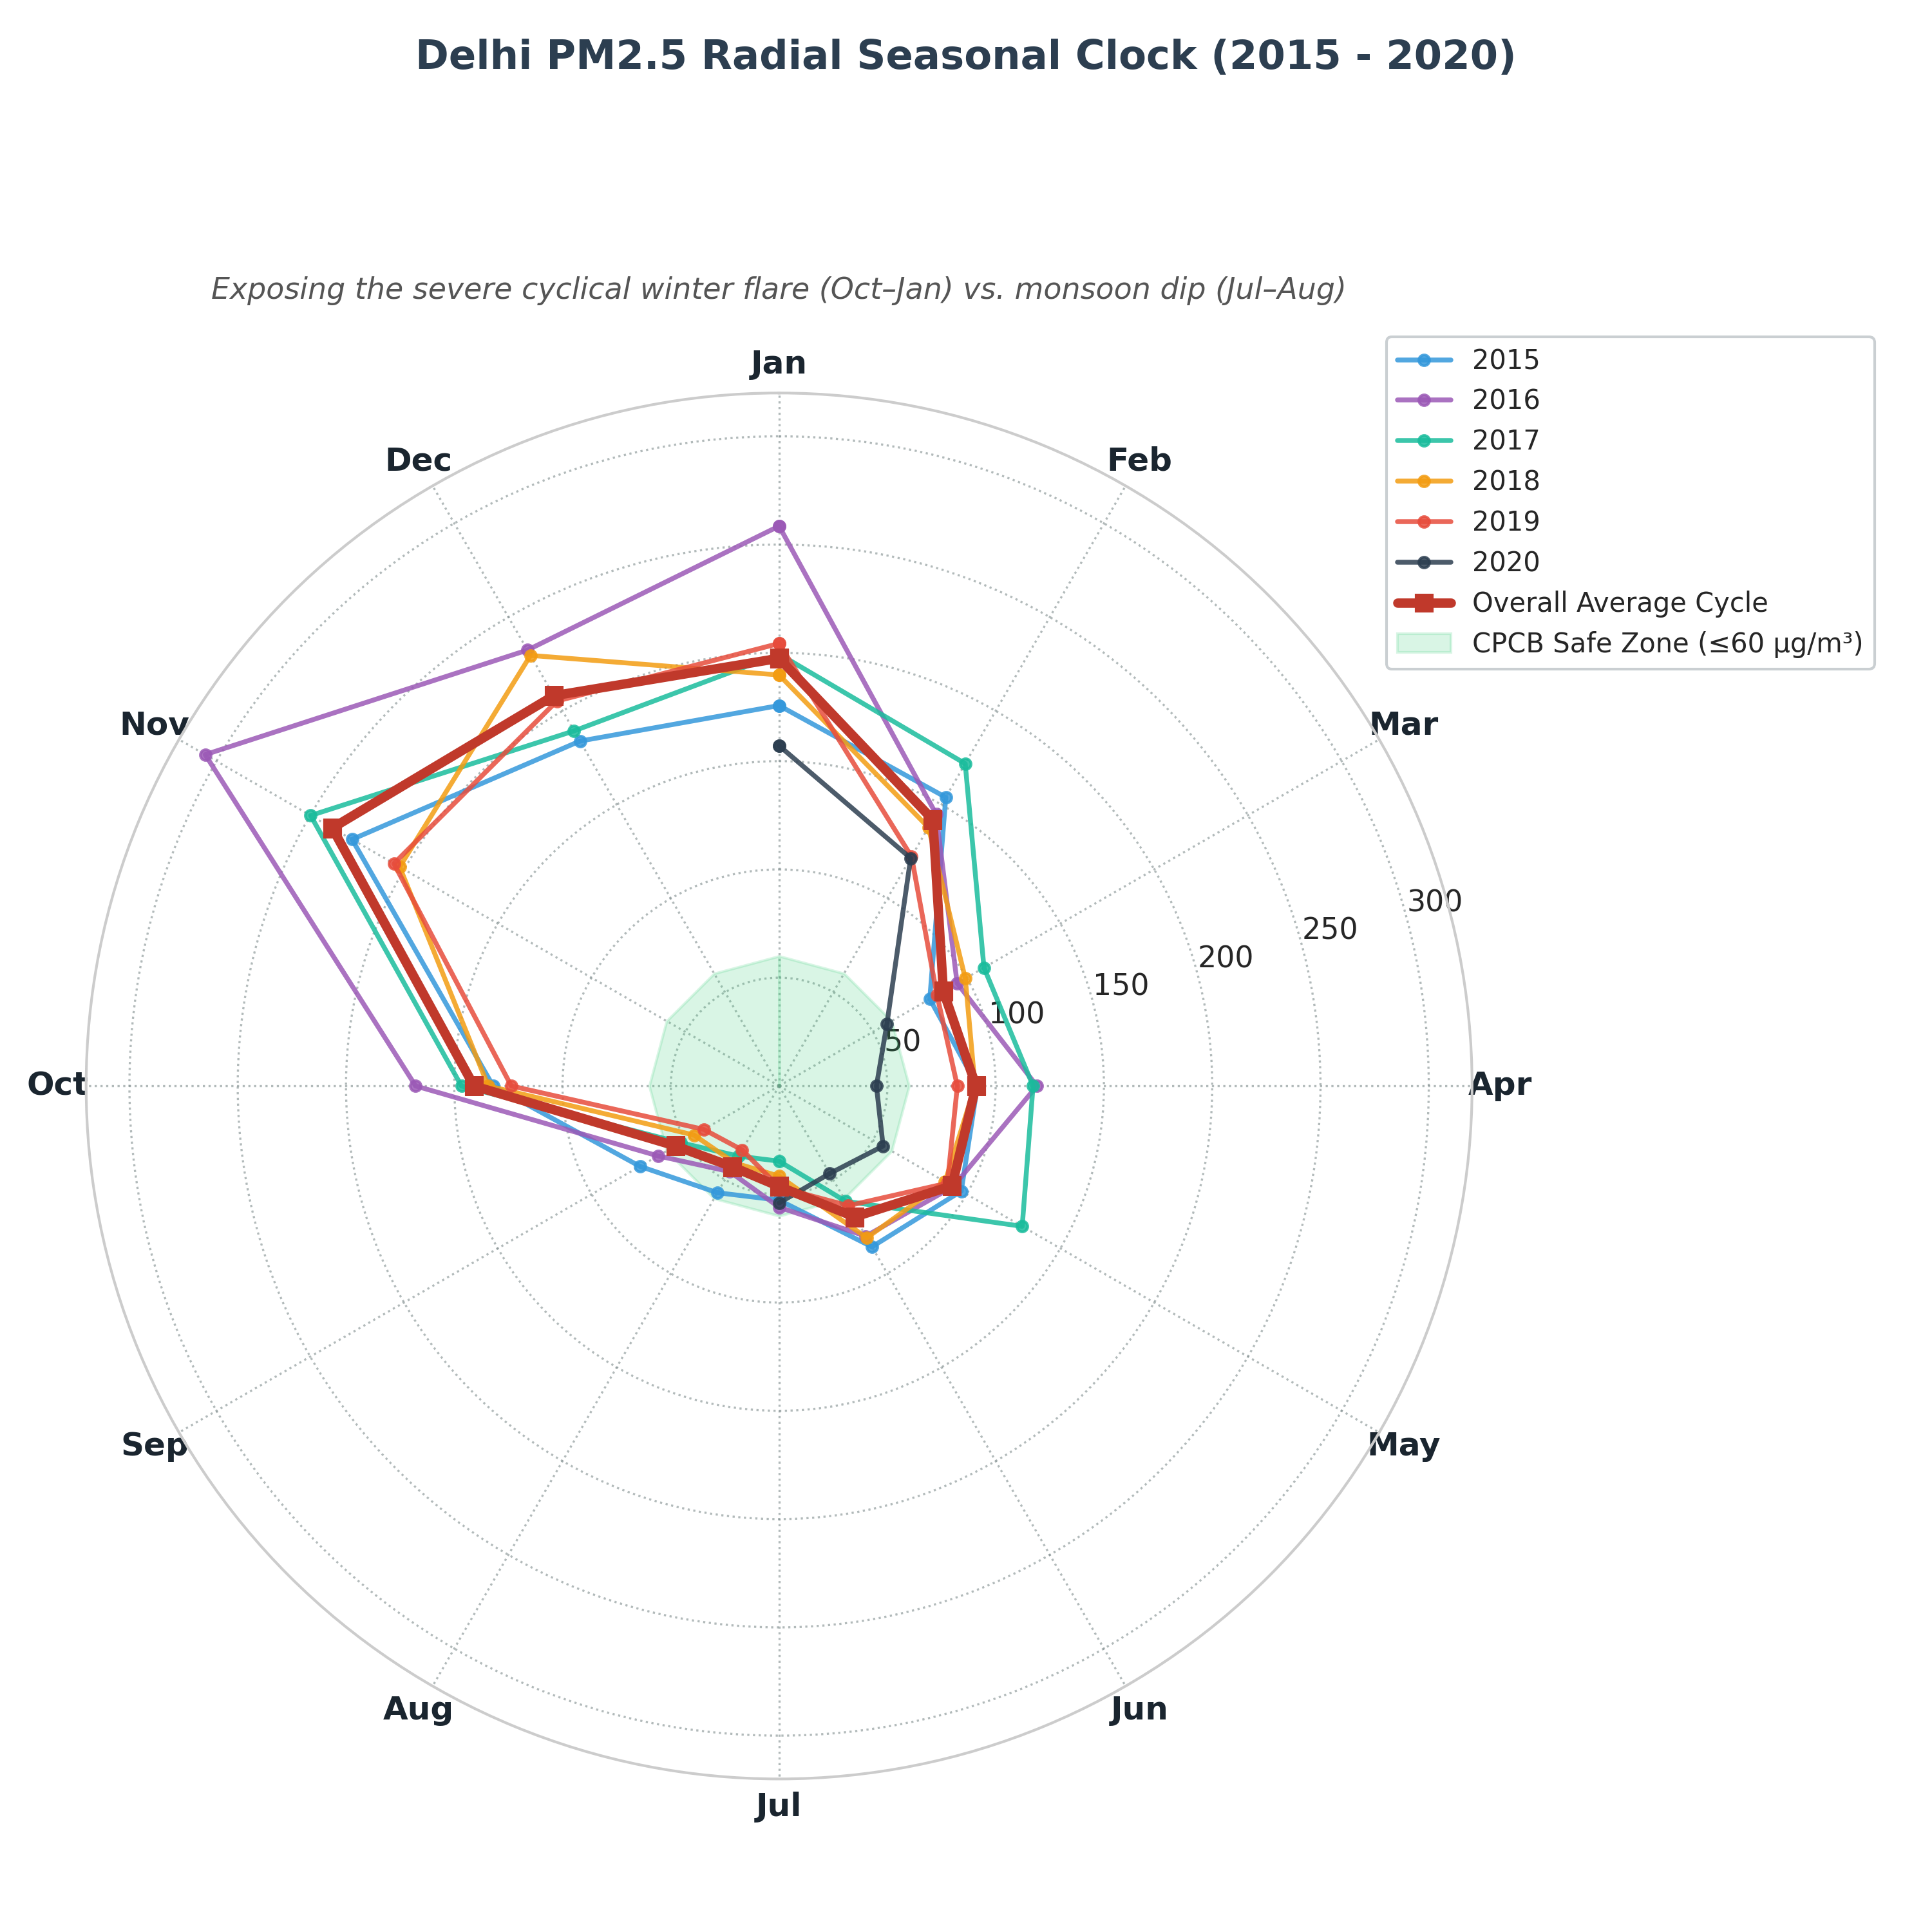 Delhi PM2.5 Radial Seasonal Clock (2015 - 2020)
Exposing the severe cyclical winter flare (Oct–Jan) vs. monsoon dip (Jul–Aug)
Jan
Feb
Mar
Apr
May
Jun
Jul
Aug
Sep
Oct
Nov
Dec
50
100
150
200
250
300
2015
2016
2017
2018
2019
2020
Overall Average Cycle
CPCB Safe Zone (≤60 µg/m³)